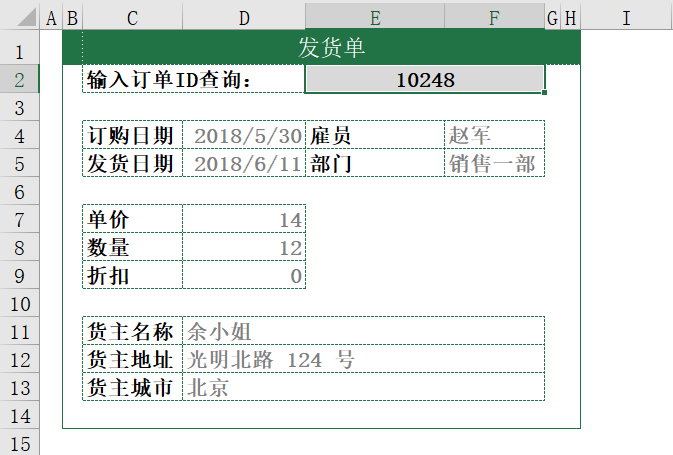 A B C D E F G H I
1 发货单
2 输入订单ID查询： 10248
3
4 订购日期 2018/5/30 雇员 赵军
5 发货日期 2018/6/11 部门 销售一部
6
7 单价 14
8 数量 12
9 折扣 0
10
11 货主名称 余小姐
12 货主地址 光明北路 124 号
13 货主城市 北京
14
15